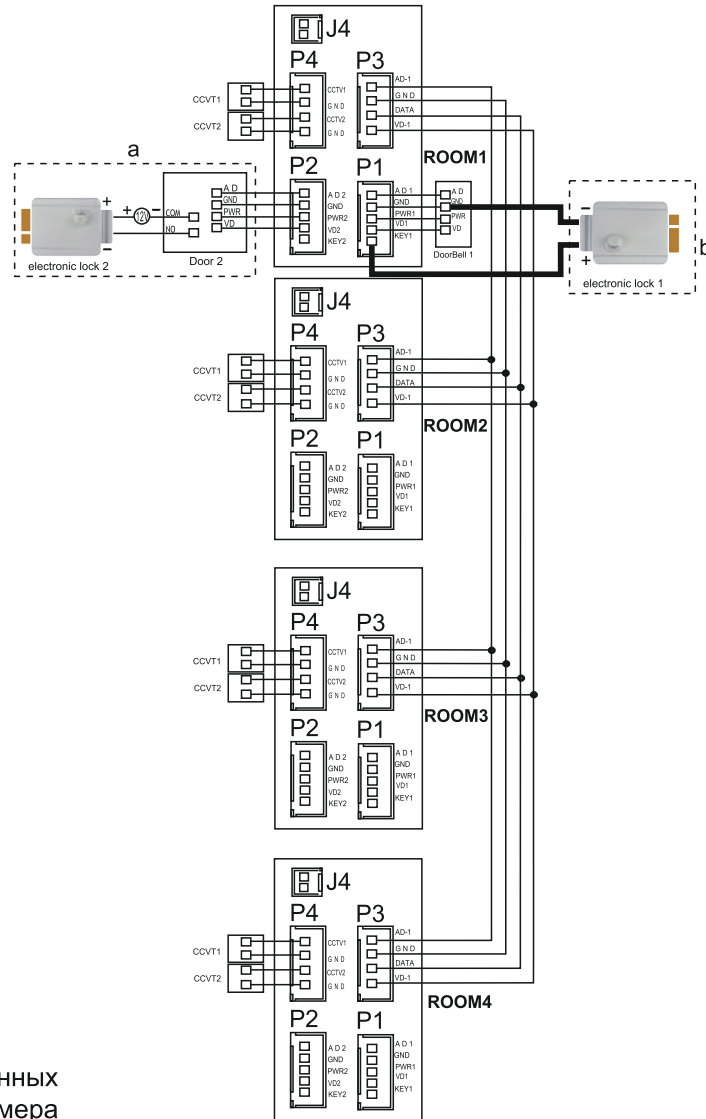 J4
P4
P3
CCVT1
CCVT2
CCTV1
G N D
CCTV2
G N D
AD-1
G N D
DATA
VD-1
ROOM1
a
P2
P1
+
+
−
12V
COM
NO
−
A D
GND
PWR
VD
A D 2
GND
PWR2
VD2
KEY2
A D 1
GND
PWR1
VD1
KEY1
A D
GND
PWR
VD
−
+
b
electronic lock 2
Door 2
DoorBell 1
electronic lock 1
J4
P4
P3
CCVT1
CCVT2
CCTV1
G N D
CCTV2
G N D
AD-1
G N D
DATA
VD-1
ROOM2
P2
P1
A D 2
GND
PWR2
VD2
KEY2
A D 1
GND
PWR1
VD1
KEY1
J4
P4
P3
CCVT1
CCVT2
CCTV1
G N D
CCTV2
G N D
AD-1
G N D
DATA
VD-1
ROOM3
P2
P1
A D 2
GND
PWR2
VD2
KEY2
A D 1
GND
PWR1
VD1
KEY1
J4
P4
P3
CCVT1
CCVT2
CCTV1
G N D
CCTV2
G N D
AD-1
G N D
DATA
VD-1
ROOM4
P2
P1
A D 2
GND
PWR2
VD2
KEY2
A D 1
GND
PWR1
VD1
KEY1
нных
мера